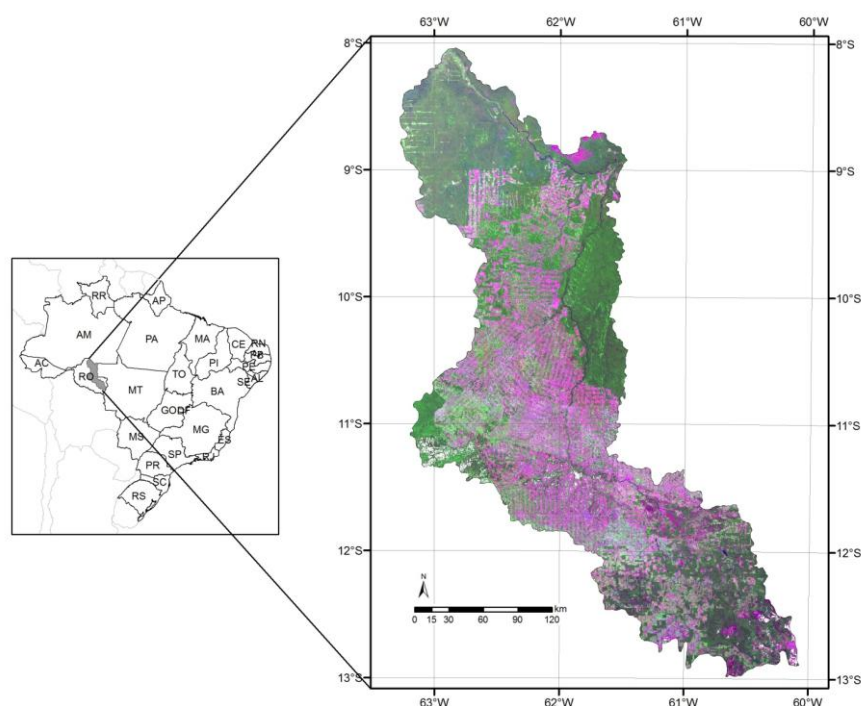 63°W 62°W 61°W 60°W
8°S 8°S
9°S 9°S
10°S 10°S
11°S 11°S
12°S 12°S
13°S 13°S
63°W 62°W 61°W 60°W
N
km
0 15 30 60 90 120
RR AP
AM PA MA CE RN
PB
AC PI
SE AL
RO TO
MT BA
GO DF
MG
MS ES
SP RJ
PR
SC
RS